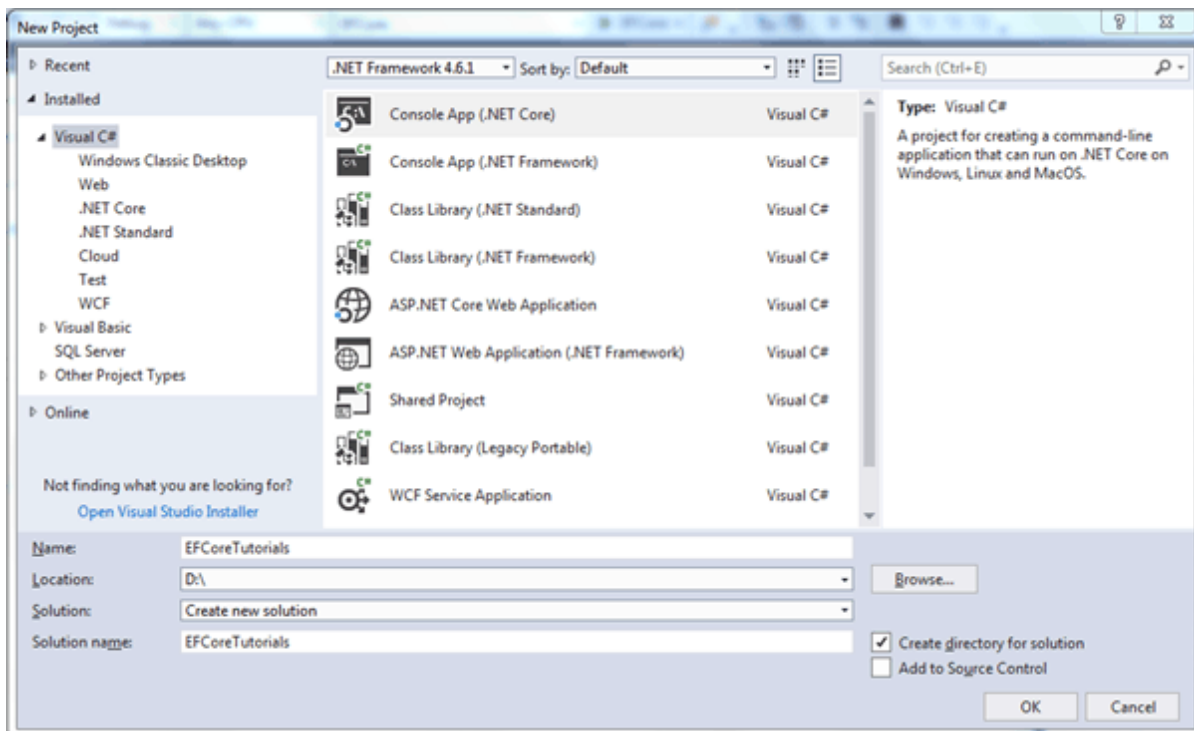 New Project
Recent
.NET Framework 4.6.1
Sort by: Default
Search (Ctrl+E)
Installed
Visual C#
Windows Classic Desktop
Web
.NET Core
.NET Standard
Cloud
Test
WCF
Visual Basic
SQL Server
Other Project Types
Online
Not finding what you are looking for?
Open Visual Studio Installer
Console App (.NET Core) Visual C#
Console App (.NET Framework) Visual C#
Class Library (.NET Standard) Visual C#
Class Library (.NET Framework) Visual C#
ASP.NET Core Web Application Visual C#
ASP.NET Web Application (.NET Framework) Visual C#
Shared Project Visual C#
Class Library (Legacy Portable) Visual C#
WCF Service Application Visual C#
Type: Visual C#
A project for creating a command-line
application that can run on .NET Core on
Windows, Linux and MacOS.
Name: EFCoreTutorials
Location: D:\
Browse...
Solution: Create new solution
Solution name: EFCoreTutorials
Create directory for solution
Add to Source Control
OK Cancel